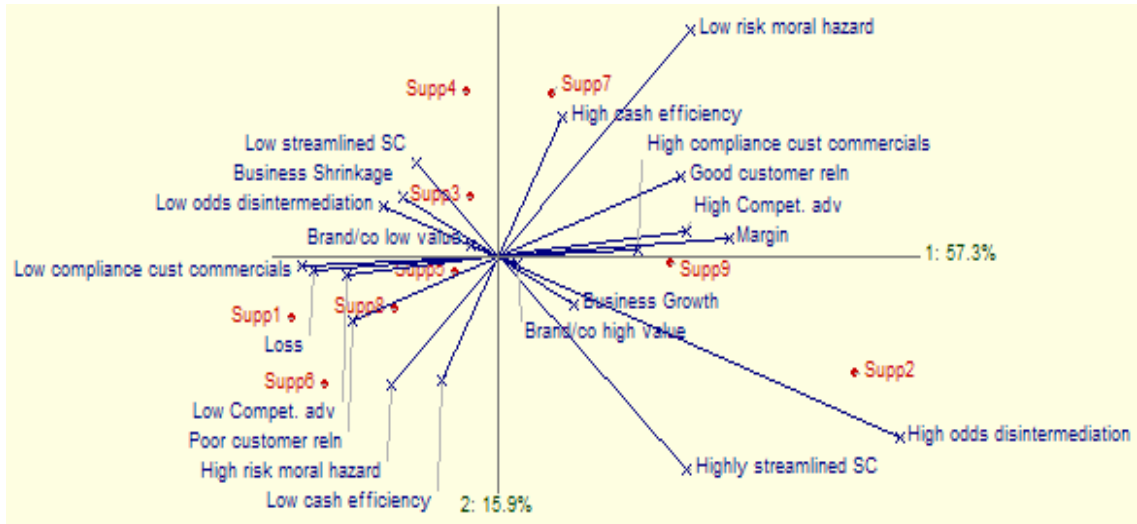 Low risk moral hazard
Supp4
Supp7
High cash efficiency
Low streamlined SC
High compliance cust commercials
Business Shrinkage
Good customer reln
Supp3
Low odds disintermediation
High Compet. adv
Brand/co low value
Margin
1: 57.3%
Low compliance cust commercials
Supp5
Supp9
Business Growth
Supp1
Supp8
Brand/co high value
Loss
Supp2
Supp6
Low Compet. adv
Poor customer reln
High odds disintermediation
High risk moral hazard
Highly streamlined SC
Low cash efficiency
2: 15.9%